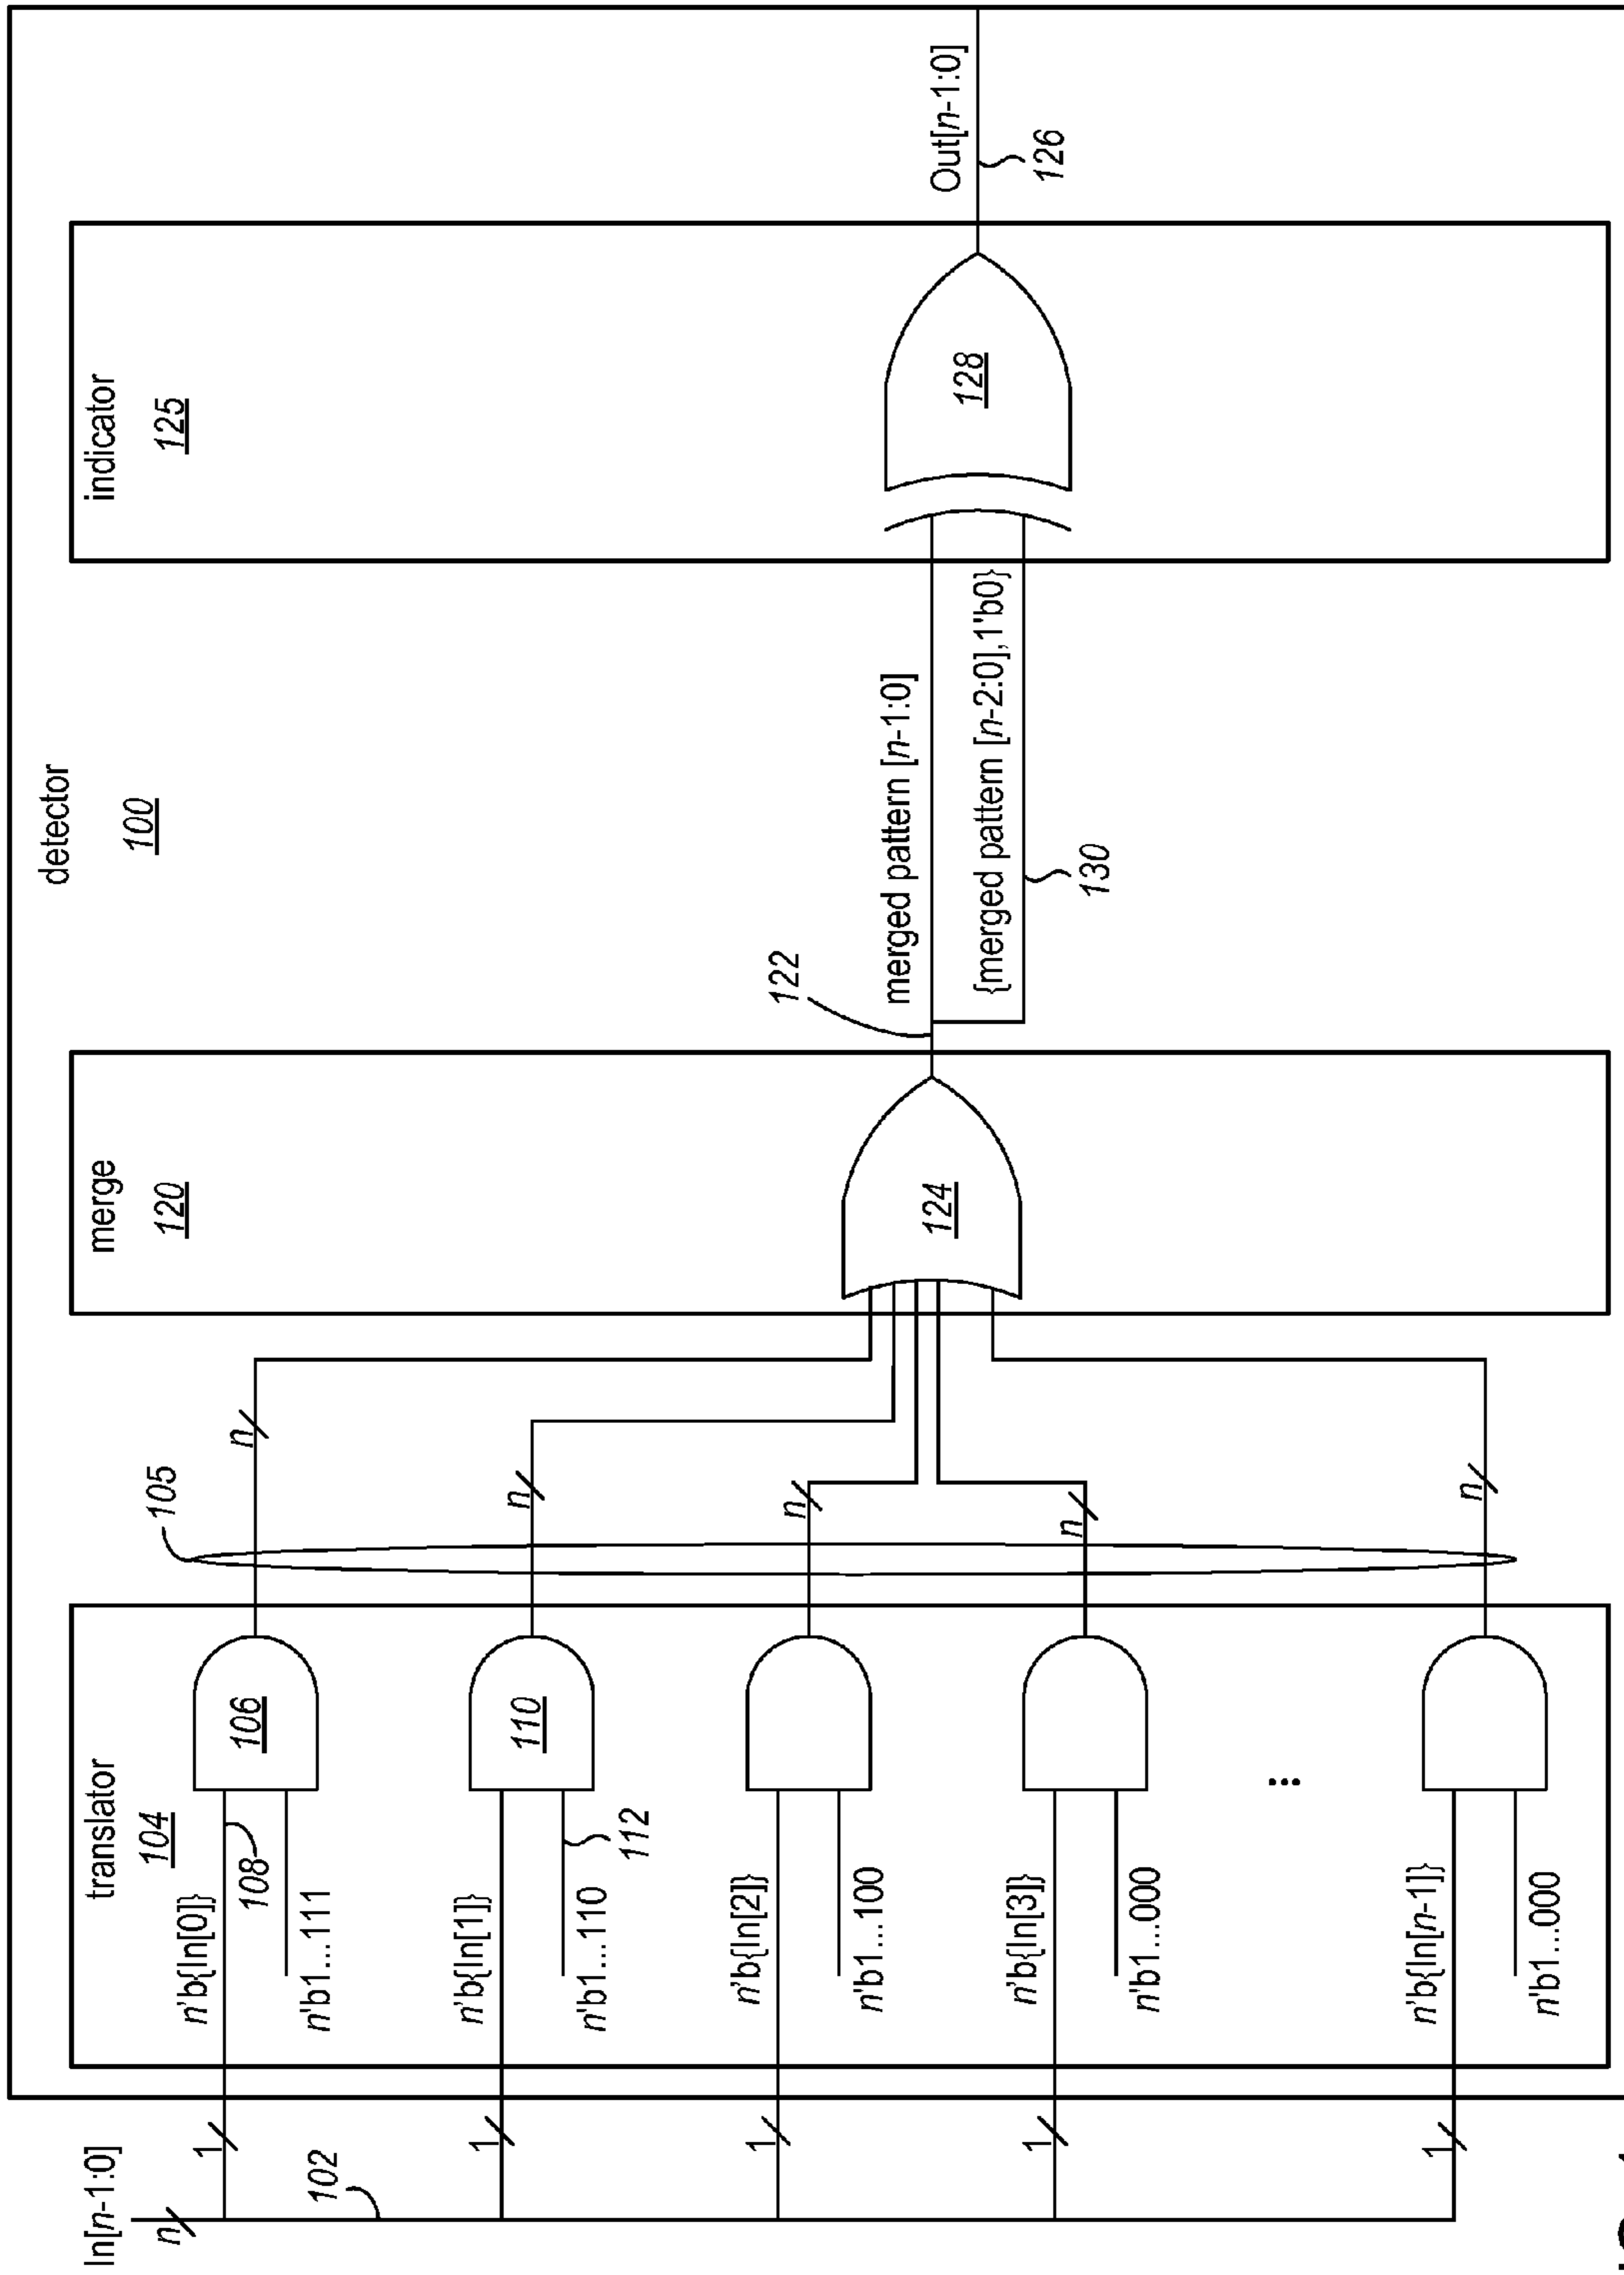 detector
100
In[n-1:0]
n
102
1
1
1
1
1
translator
104
n'b{In[0]}
108
n'b1...111
106
n'b{In[1]}
n'b1...110
112
110
n'b{In[2]}
n'b1...100
n'b{In[3]}
n'b1...000
...
n'b{In[n-1]}
n'b1...000
105
n
n
n
n
n
merge
120
124
122
merged pattern [n-1:0]
{merged pattern [n-2:0],1'b0}
130
indicator
125
128
Out[n-1:0]
126